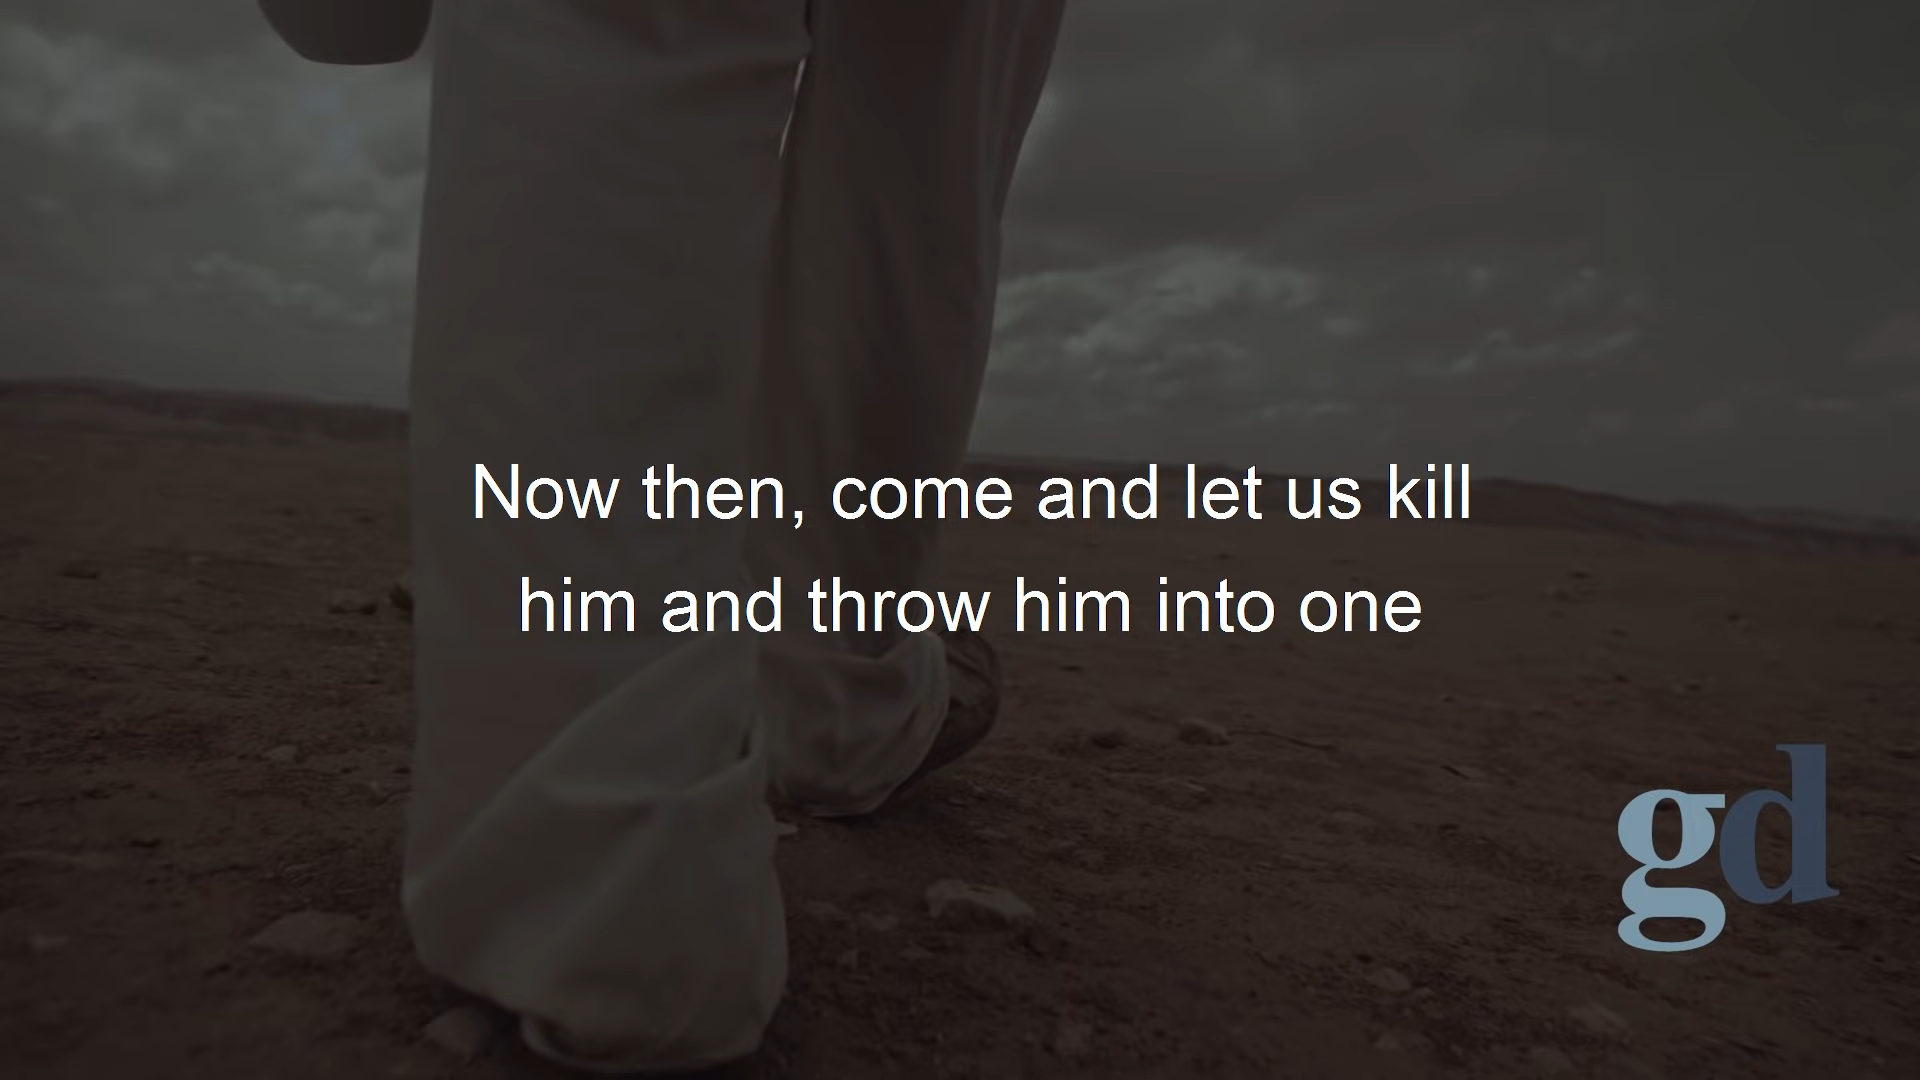 Now then, come and let us kill
him and throw him into one
gd